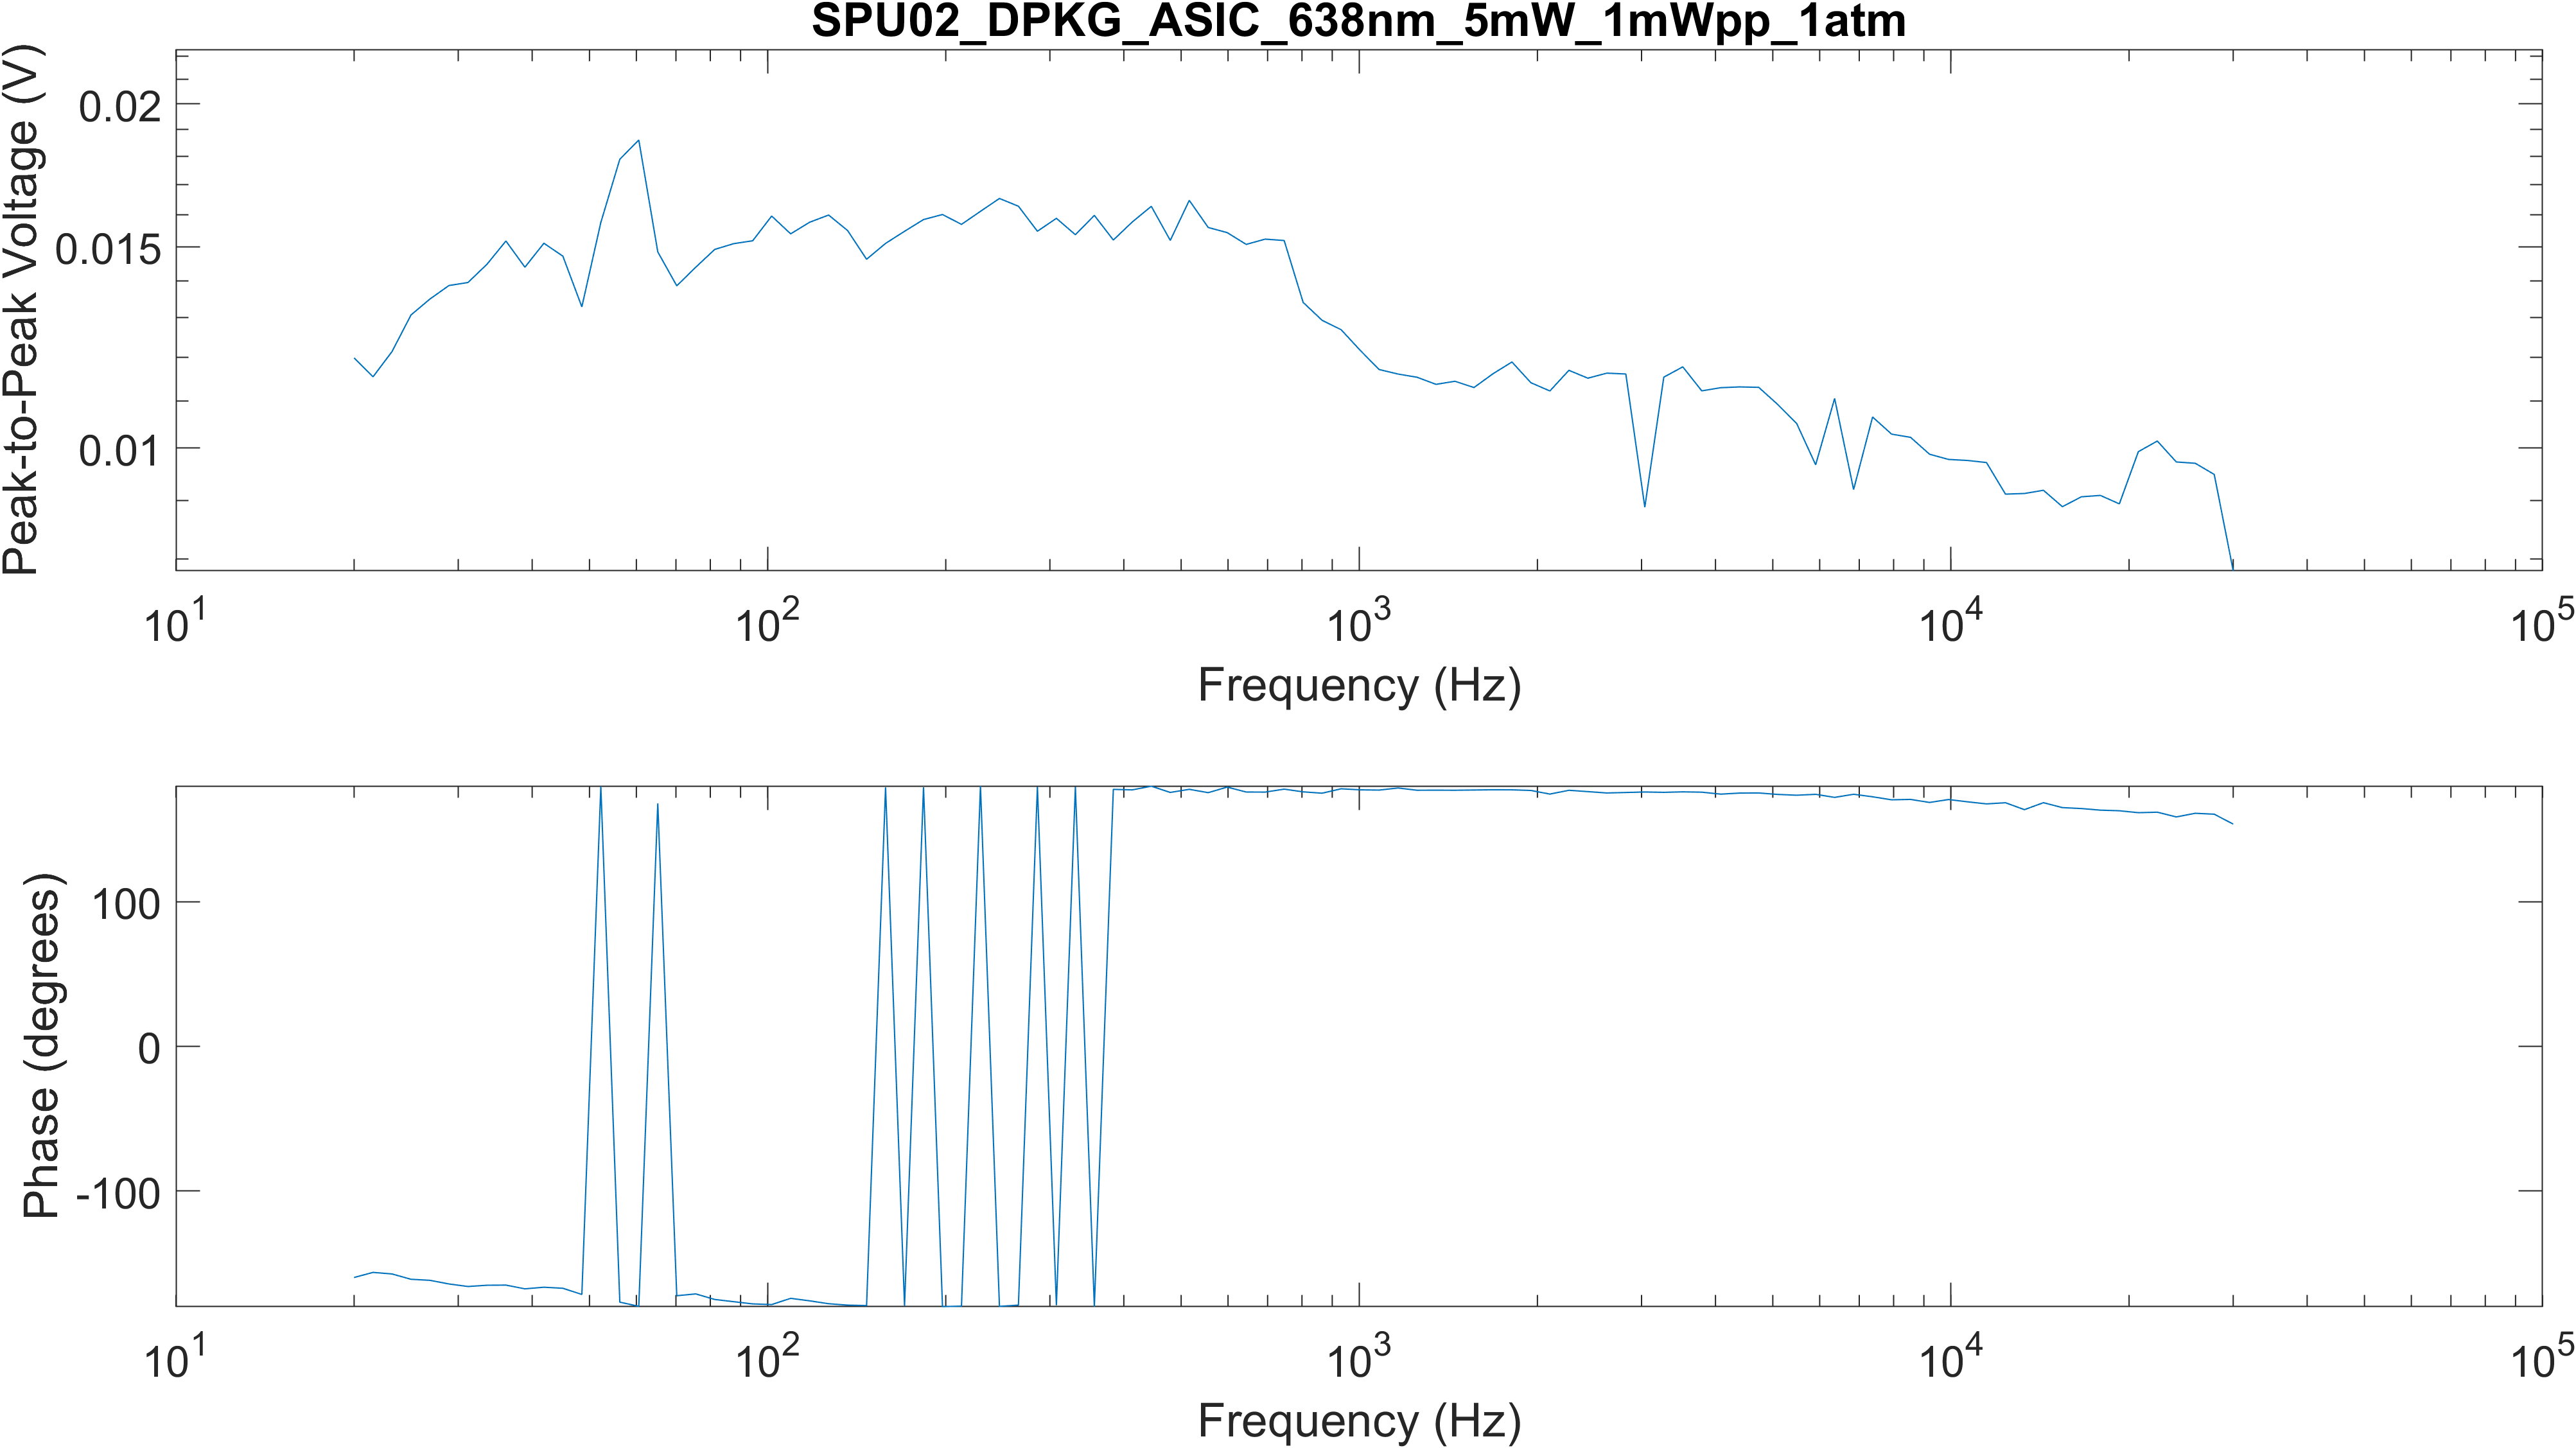 SPU02_DPKG_ASIC_638nm_5mW_1mWpp_1atm
Peak-to-Peak Voltage (V)
0.02
0.015
0.01
10^1 10^2 10^3 10^4 10^5
Frequency (Hz)
Phase (degrees)
100
0
-100
10^1 10^2 10^3 10^4 10^5
Frequency (Hz)